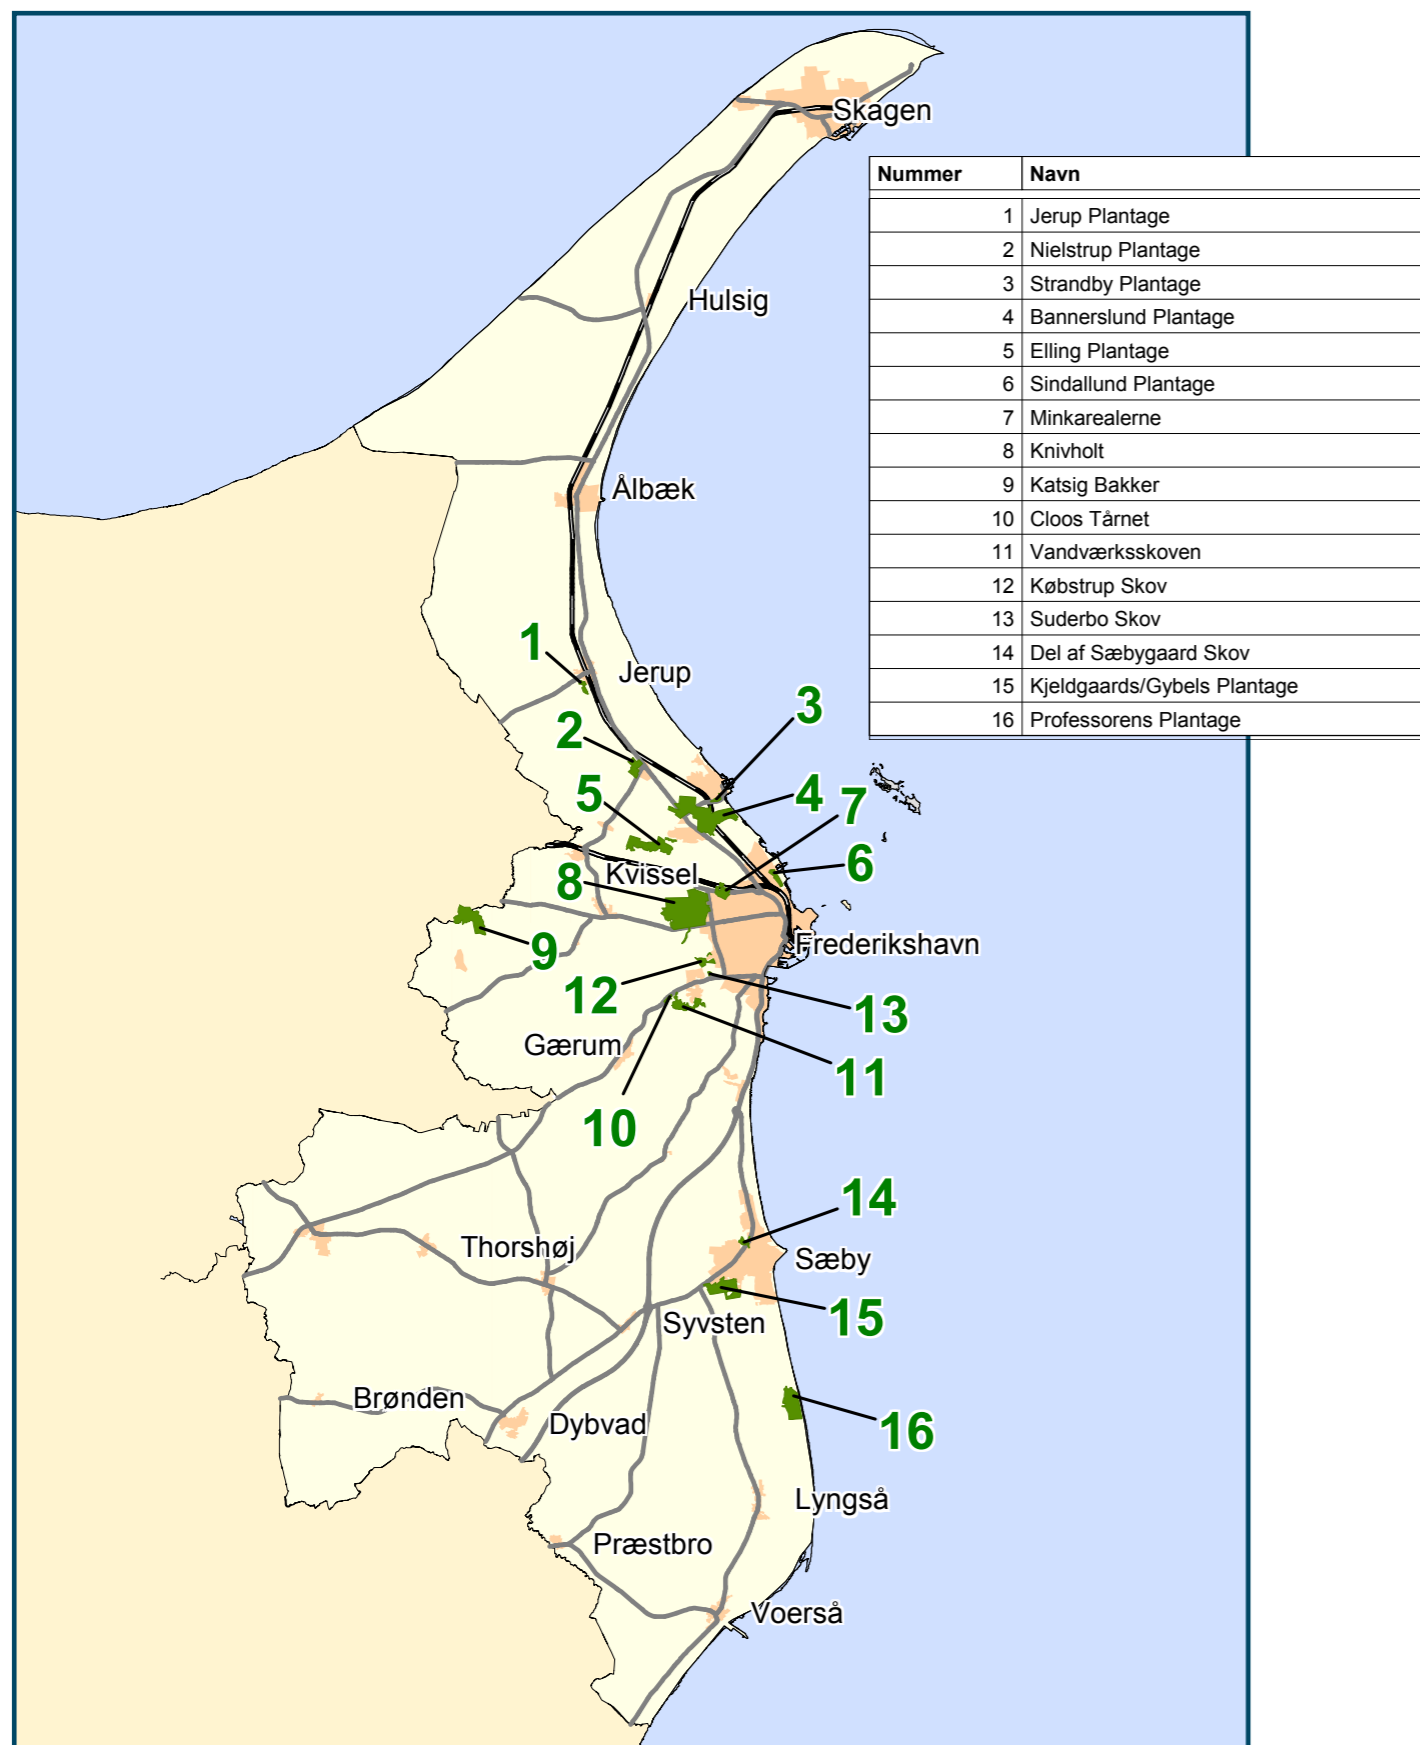 Skagen
Nummer Navn
1 Jerup Plantage
2 Nielstrup Plantage
3 Strandby Plantage
4 Bannerslund Plantage
5 Elling Plantage
6 Sindallund Plantage
7 Minkarealerne
8 Knivholt
9 Katsig Bakker
10 Cloos Tårnet
11 Vandværksskoven
12 Købstrup Skov
13 Suderbo Skov
14 Del af Sæbygaard Skov
15 Kjeldgaards/Gybels Plantage
16 Professorens Plantage
Hulsig
Ålbæk
1
Jerup
3
2
5
4
7
6
Kvissel
8
Frederikshavn
9
12
13
Gærum
11
10
14
Thorshøj
Sæby
15
Syvsten
Brønden
Dybvad
16
Lyngså
Præstbro
Voerså